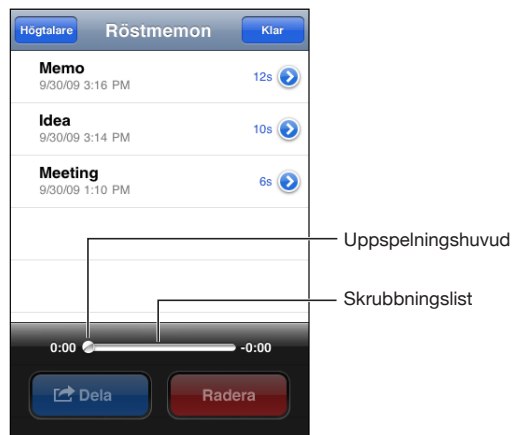 Högtalare Röstmemon Klar
Memo
9/30/09 3:16 PM
12s
Idea
9/30/09 3:14 PM
10s
Meeting
9/30/09 1:10 PM
6s
Uppspelningshuvud
Skrubbningslist
0:00 -0:00
Dela Radera